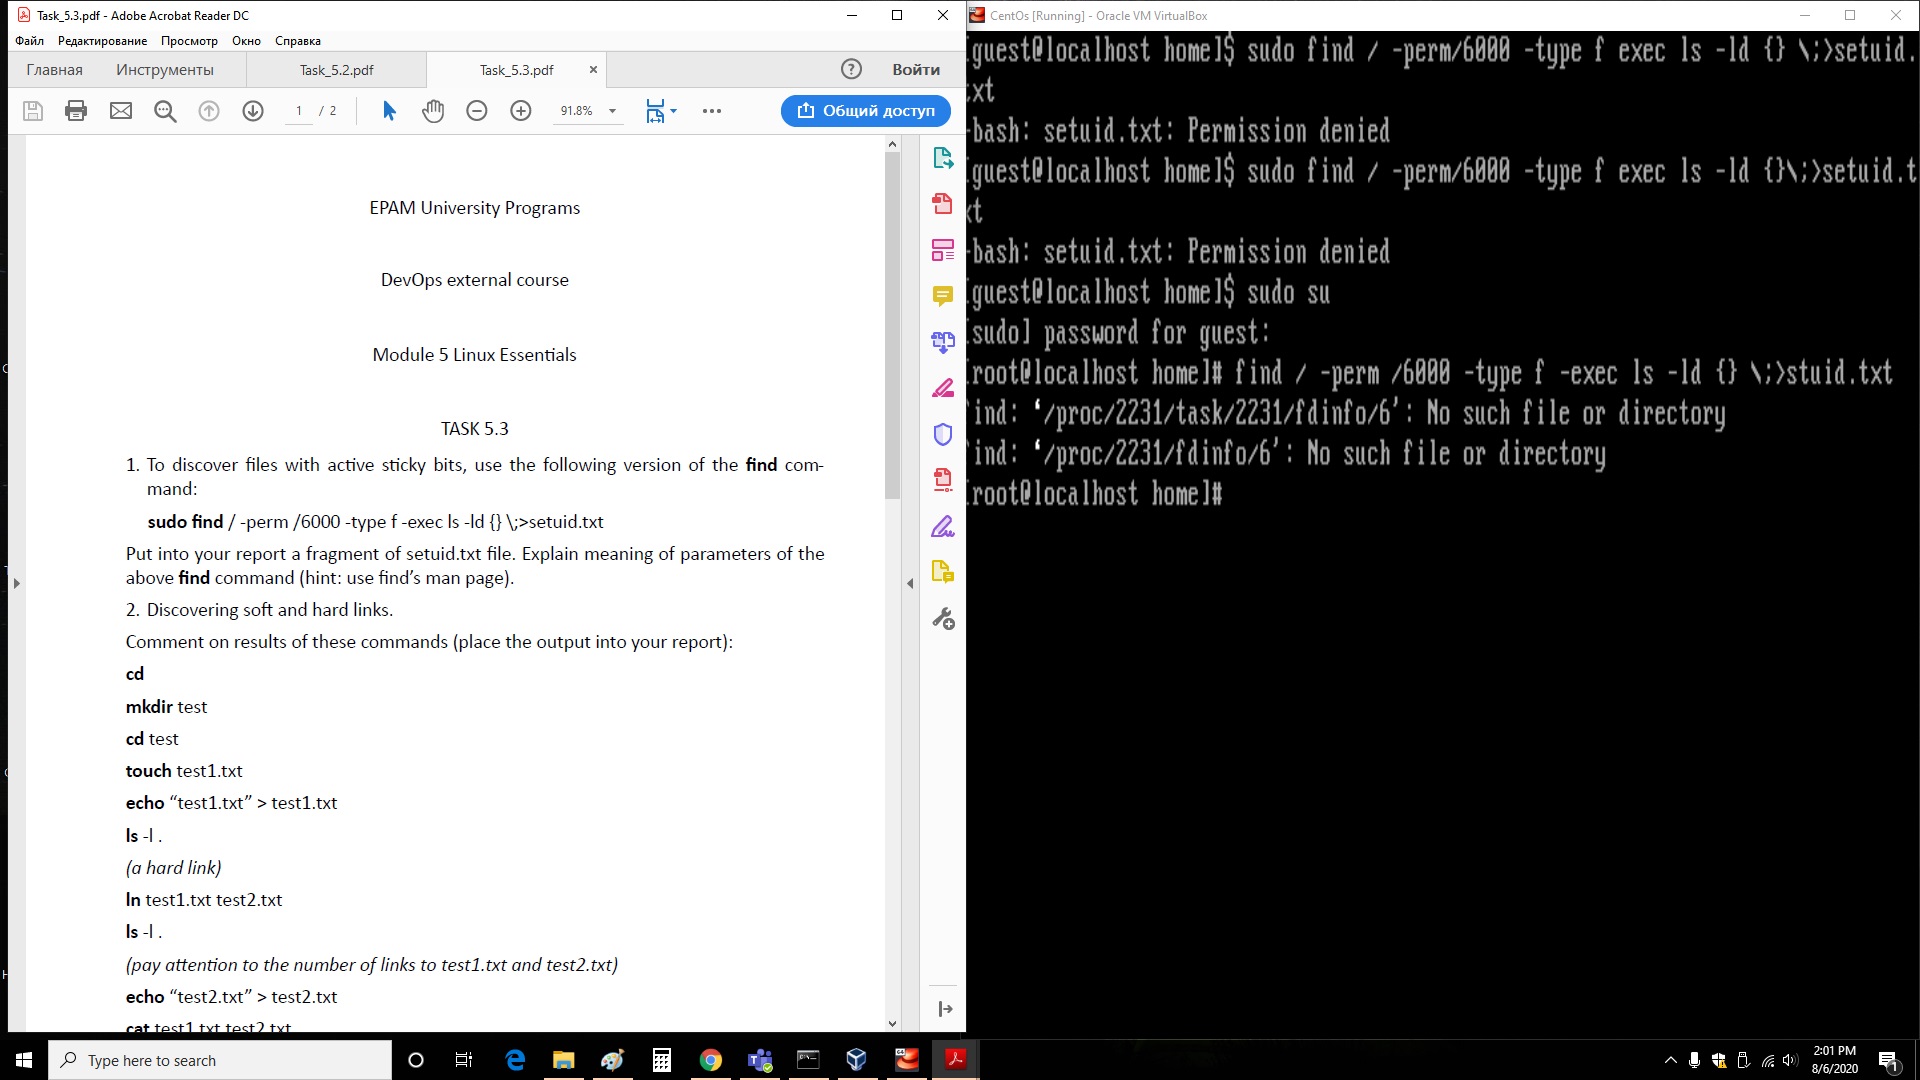 Task_5.3.pdf - Adobe Acrobat Reader DC
Файл Редактирование Просмотр Окно Справка
Главная Инструменты Task_5.2.pdf Task_5.3.pdf × ? Войти
1 / 2 91.8% Общий доступ
EPAM University Programs
DevOps external course
Module 5 Linux Essentials
TASK 5.3
1. To discover files with active sticky bits, use the following version of the find com-
mand:
sudo find / -perm /6000 -type f -exec ls -ld {} \;>setuid.txt
Put into your report a fragment of setuid.txt file. Explain meaning of parameters of the
above find command (hint: use find’s man page).
2. Discovering soft and hard links.
Comment on results of these commands (place the output into your report):
cd
mkdir test
cd test
touch test1.txt
echo “test1.txt” > test1.txt
ls -l .
(a hard link)
ln test1.txt test2.txt
ls -l .
(pay attention to the number of links to test1.txt and test2.txt)
echo “test2.txt” > test2.txt
cat test1.txt test2.txt
CentOs [Running] - Oracle VM VirtualBox
[guest@localhost home]$ sudo find / -perm/6000 -type f exec ls -ld {} \;>setuid.
txt
-bash: setuid.txt: Permission denied
[guest@localhost home]$ sudo find / -perm/6000 -type f exec ls -ld {}\;>setuid.t
xt
-bash: setuid.txt: Permission denied
[guest@localhost home]$ sudo su
[sudo] password for guest:
[root@localhost home]# find / -perm /6000 -type f -exec ls -ld {} \;>stuid.txt
find: ‘/proc/2231/task/2231/fdinfo/6’: No such file or directory
find: ‘/proc/2231/fdinfo/6’: No such file or directory
[root@localhost home]#
Type here to search
2:01 PM
8/6/2020
1